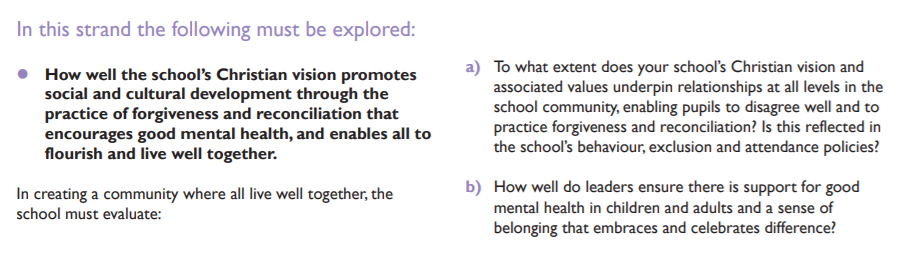 In this strand the following must be explored:
● How well the school’s Christian vision promotes
social and cultural development through the
practice of forgiveness and reconciliation that
encourages good mental health, and enables all to
flourish and live well together.
In creating a community where all live well together, the
school must evaluate:
a) To what extent does your school’s Christian vision and
associated values underpin relationships at all levels in the
school community, enabling pupils to disagree well and to
practice forgiveness and reconciliation? Is this reflected in
the school’s behaviour, exclusion and attendance policies?
b) How well do leaders ensure there is support for good
mental health in children and adults and a sense of
belonging that embraces and celebrates difference?